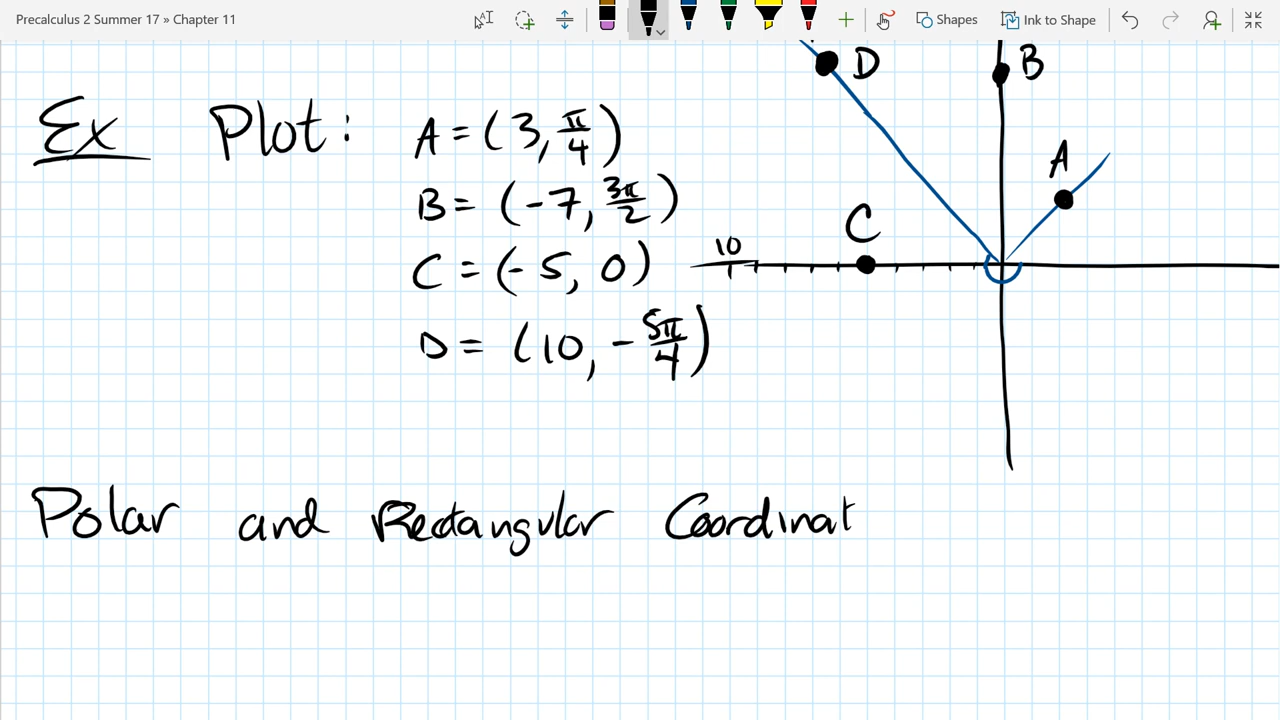 Precalculus 2 Summer 17 » Chapter 11
Shapes
Ink to Shape
Ex Plot:
A = (3, π/4)
B = (-7, 3π/2)
C = (-5, 0)
D = (10, -5π/4)
D
B
A
C
10
Polar and Rectangular Coordinat